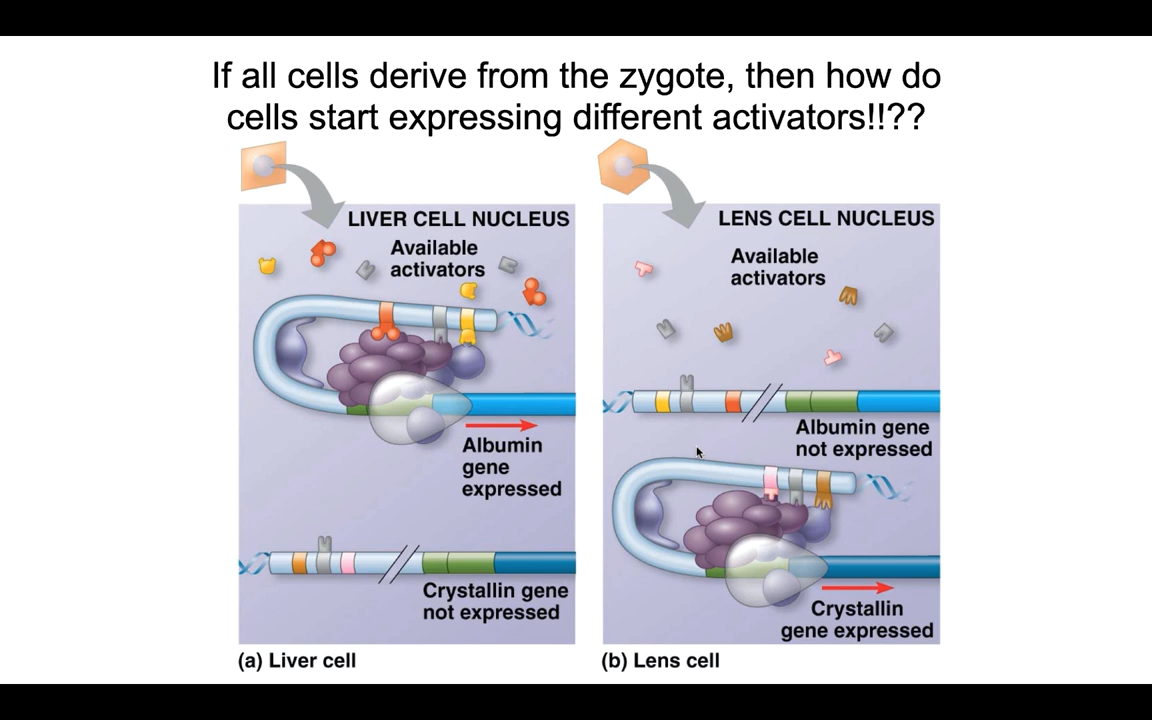 If all cells derive from the zygote, then how do
cells start expressing different activators!!??
LIVER CELL NUCLEUS
Available
activators
Albumin
gene
expressed
Crystallin gene
not expressed
(a) Liver cell
LENS CELL NUCLEUS
Available
activators
Albumin gene
not expressed
Crystallin
gene expressed
(b) Lens cell